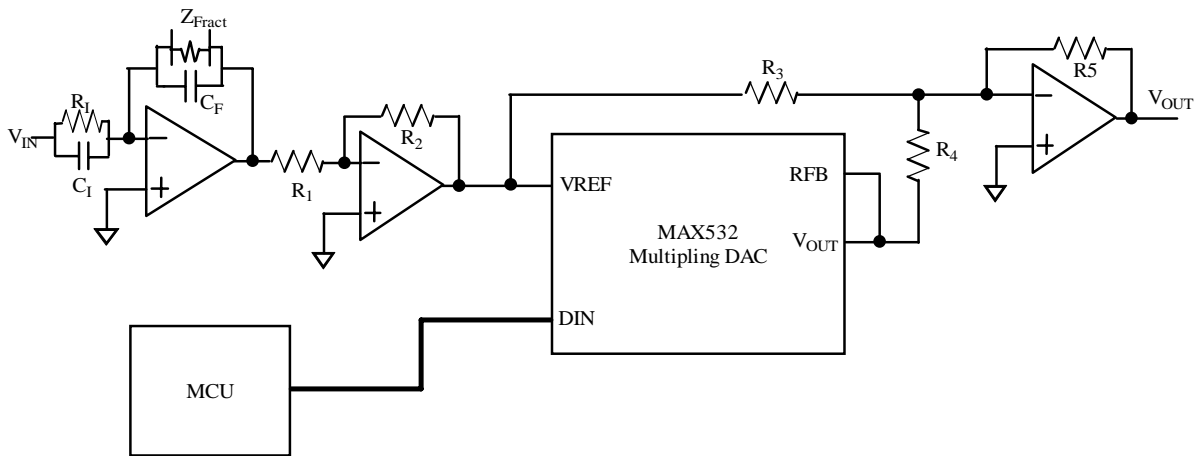 Z_Fract
C_F
R_I
V_IN
C_I
−
+
R_1
R_2
−
+
R_3
R5
−
+
V_OUT
R_4
VREF
RFB
MAX532
Multipling DAC
V_OUT
DIN
MCU